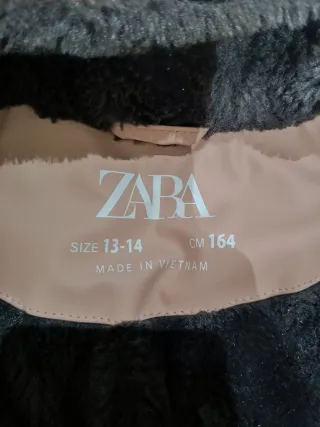 ZARA
SIZE 13-14 CM 164
MADE IN VIETNAM